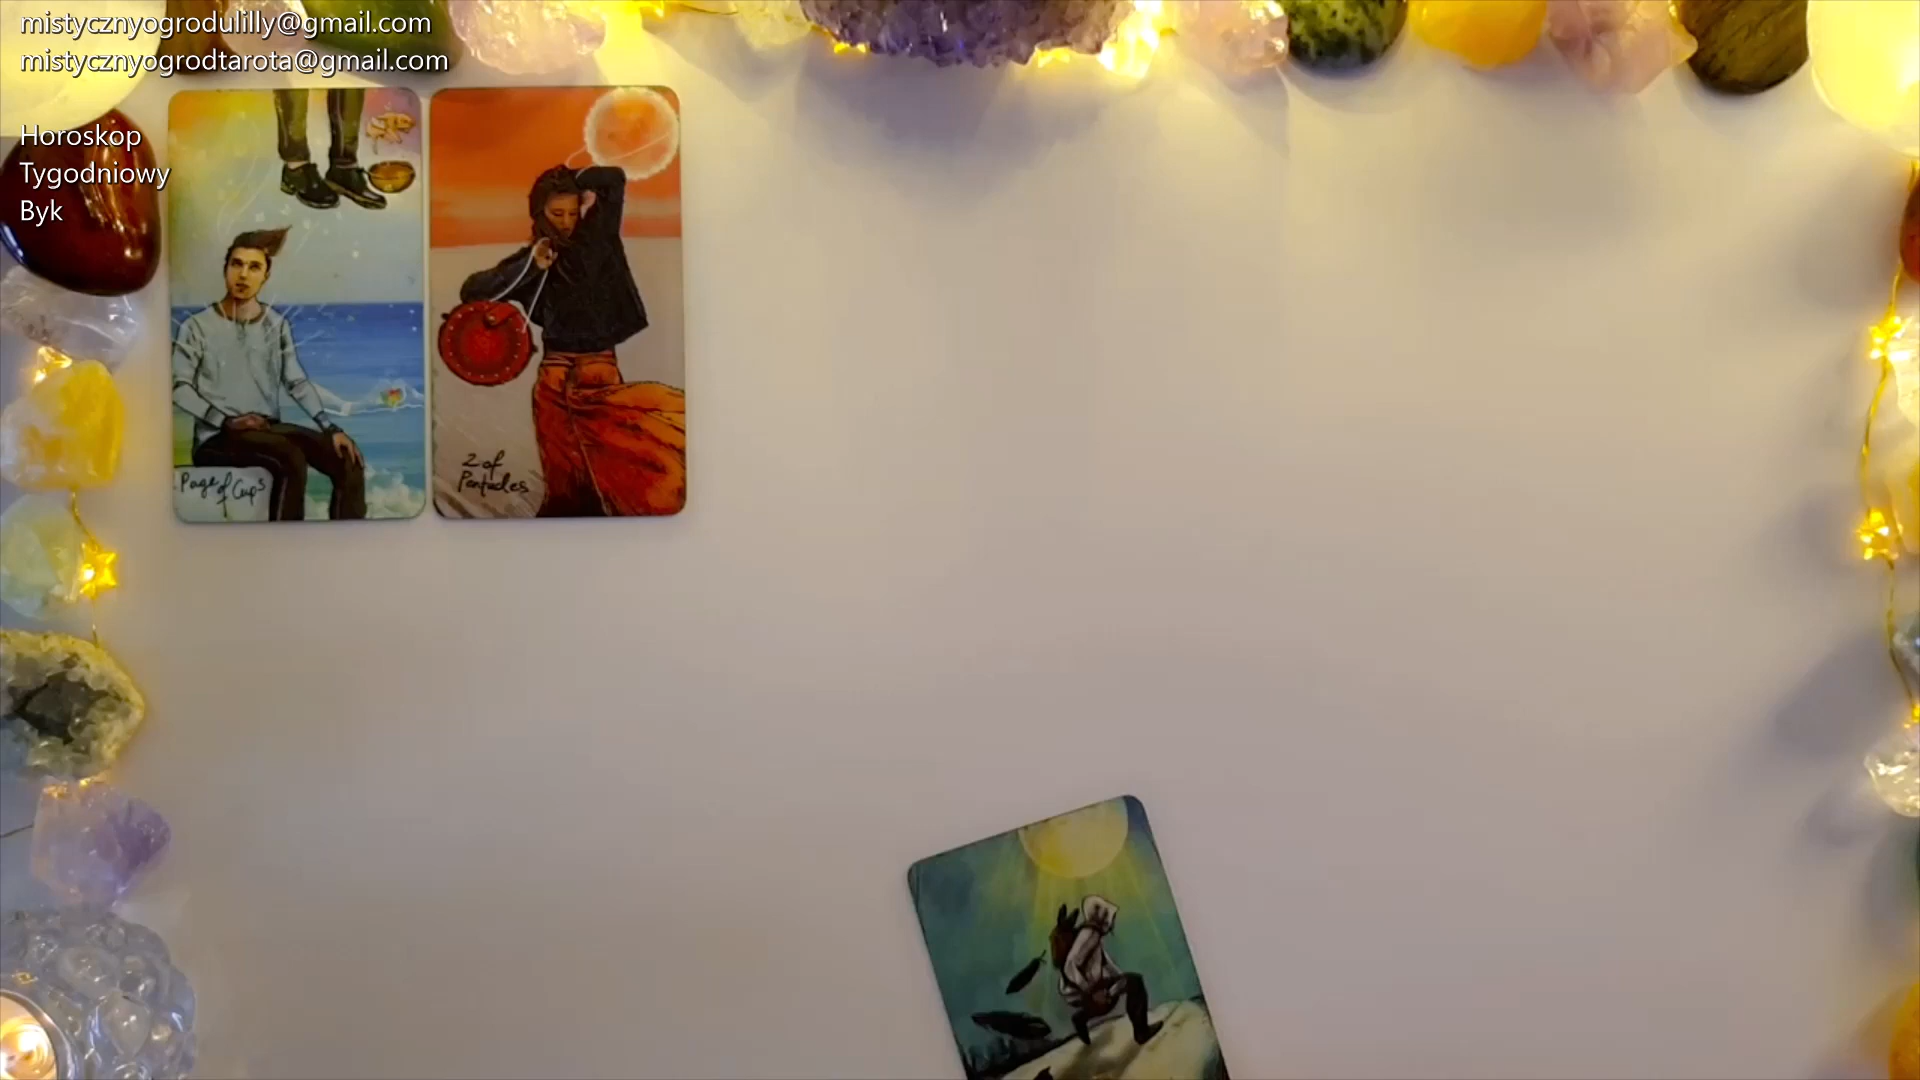 mistycznyogrodulilly@gmail.com
mistycznyogrodtarota@gmail.com
Horoskop
Tygodniowy
Byk
Page
of Cups
2 of
Pentacles